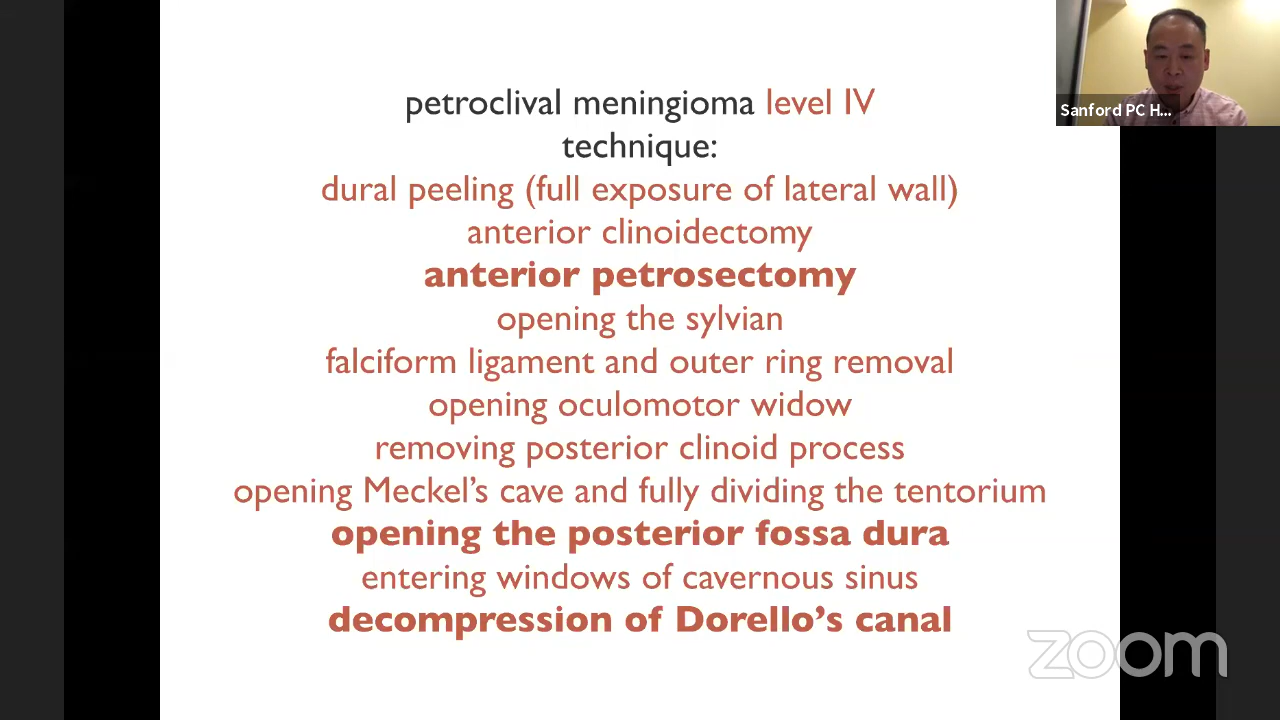 petroclival meningioma level IV
technique:
dural peeling (full exposure of lateral wall)
anterior clinoidectomy
anterior petrosectomy
opening the sylvian
falciform ligament and outer ring removal
opening oculomotor widow
removing posterior clinoid process
opening Meckel’s cave and fully dividing the tentorium
opening the posterior fossa dura
entering windows of cavernous sinus
decompression of Dorello’s canal
Sanford PC H...
zoom